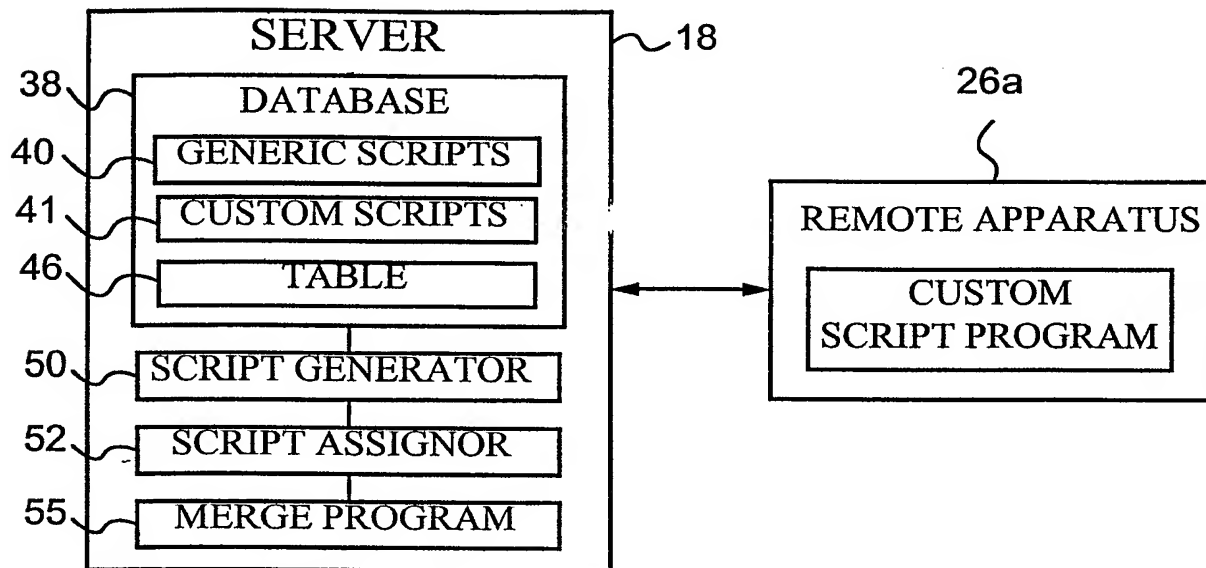 SERVER
18
38
DATABASE
40
GENERIC SCRIPTS
41
CUSTOM SCRIPTS
46
TABLE
50
SCRIPT GENERATOR
52
SCRIPT ASSIGNOR
55
MERGE PROGRAM
26a
REMOTE APPARATUS
CUSTOM
SCRIPT PROGRAM